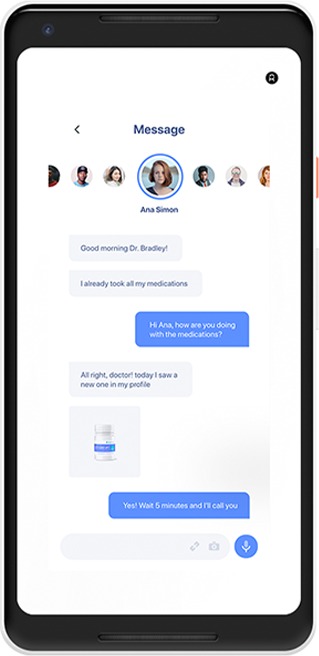 Message
Ana Simon
Good morning Dr. Bradley!
I already took all my medications
Hi Ana, how are you doing
with the medications?
All right, doctor! today I saw a
new one in my profile
Yes! Wait 5 minutes and I'll call you